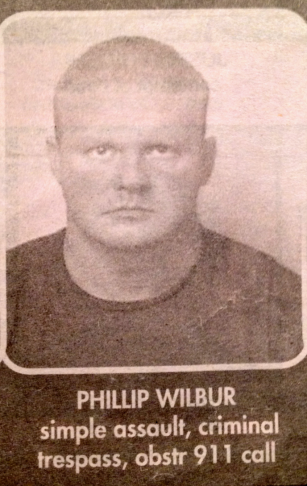 PHILLIP WILBUR
simple assault, criminal
trespass, obstr 911 call